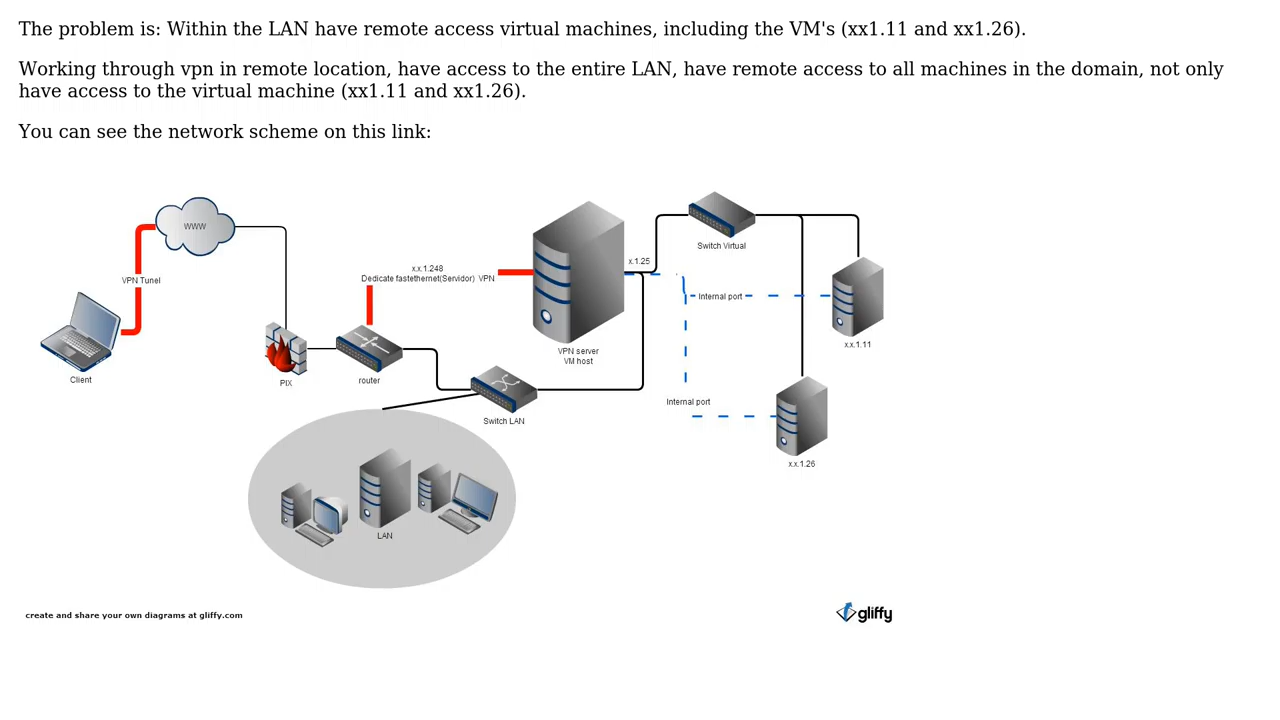 The problem is: Within the LAN have remote access virtual machines, including the VM's (xx1.11 and xx1.26).
Working through vpn in remote location, have access to the entire LAN, have remote access to all machines in the domain, not only
have access to the virtual machine (xx1.11 and xx1.26).
You can see the network scheme on this link:
WWW
Switch Virtual
x.1.25
x.x.1.248
Dedicate fastethernet(Servidor) VPN
VPN Tunel
Internal port
x.x.1.11
VPN server
VM host
Client
PIX
router
Internal port
Switch LAN
x.x.1.26
LAN
create and share your own diagrams at gliffy.com
gliffy